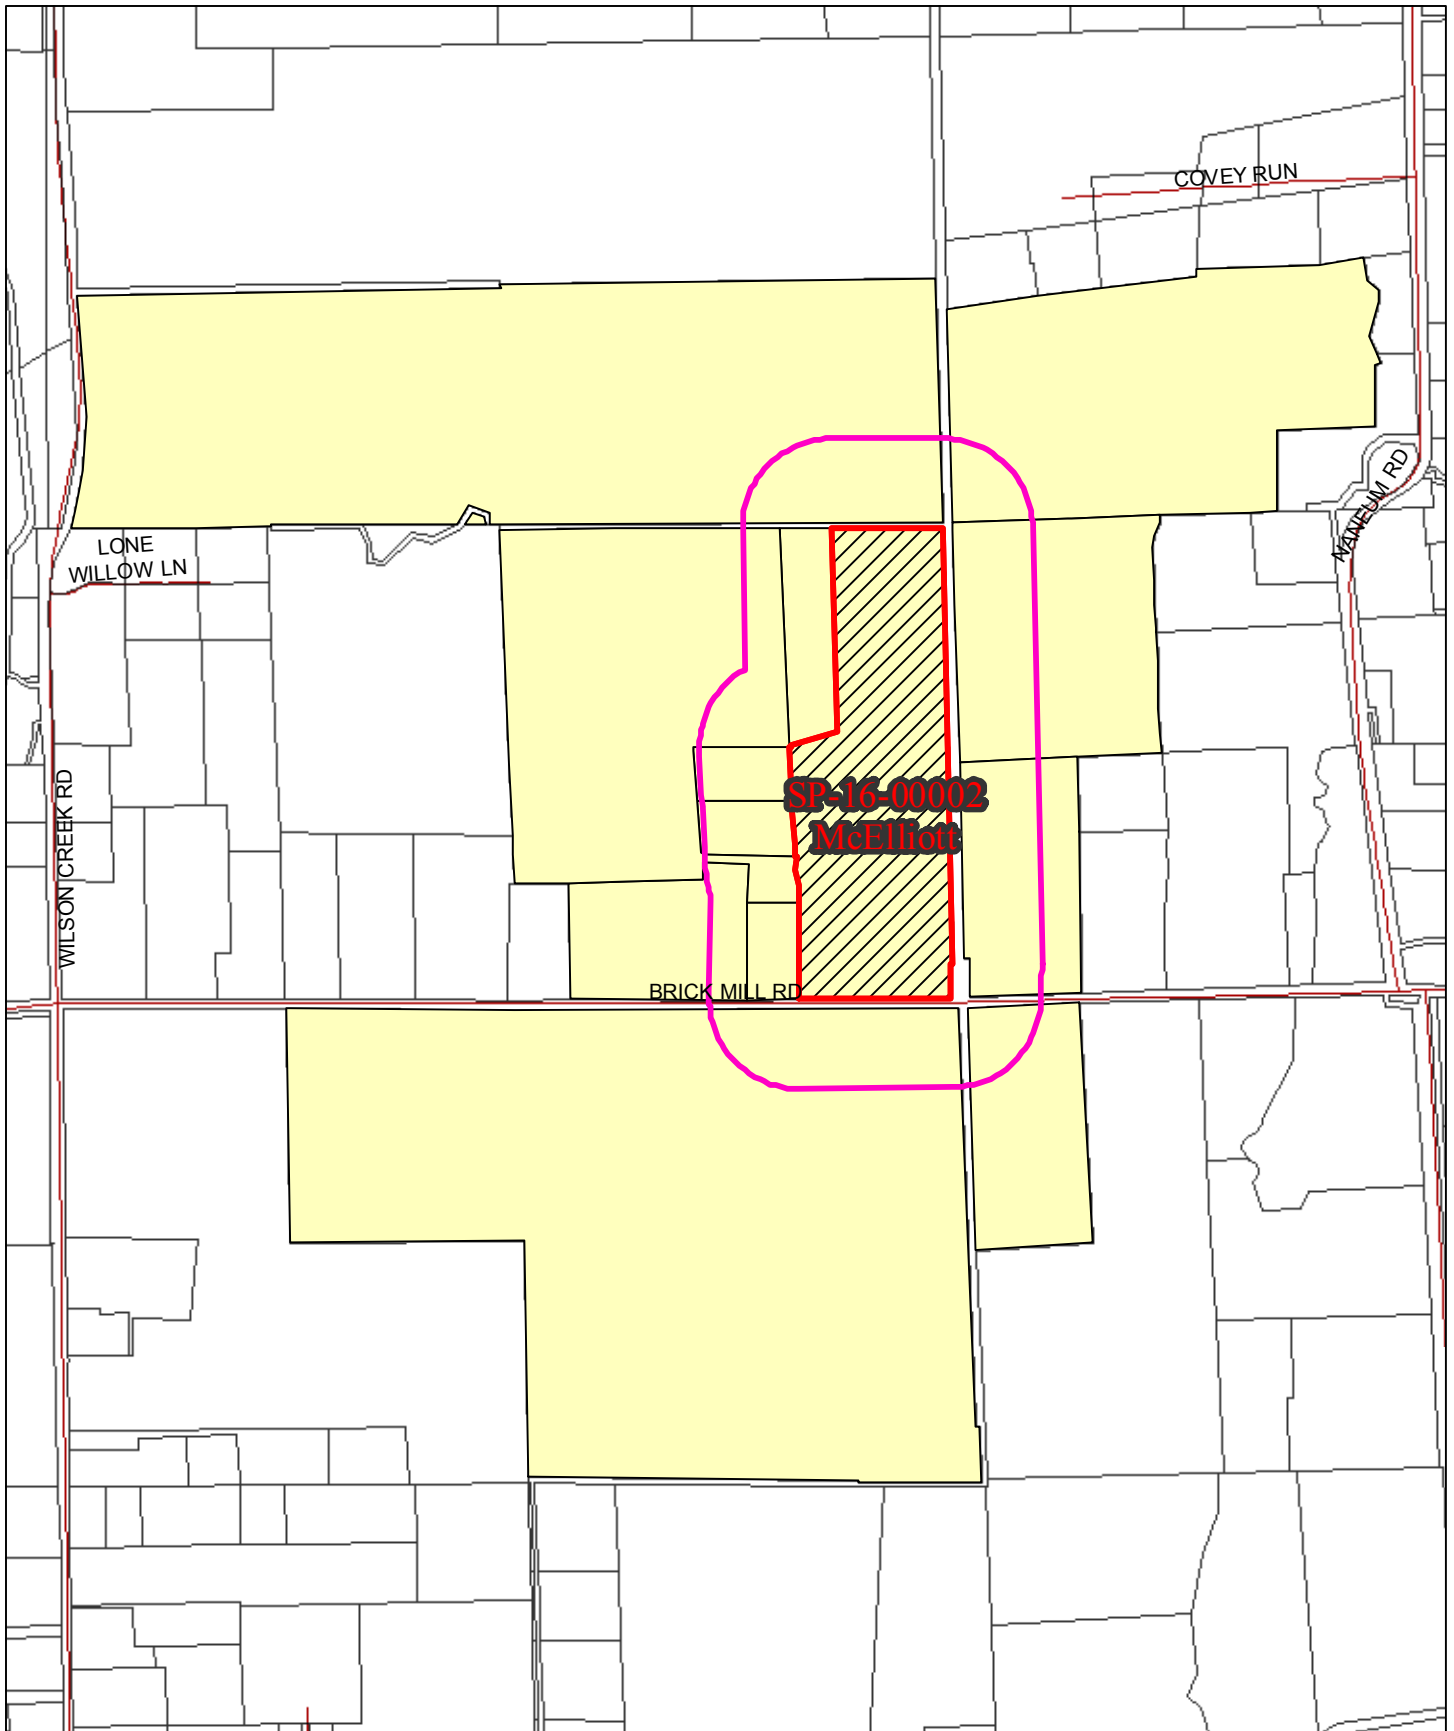 COVEY RUN
NANEUM RD
LONE
WILLOW LN
SP-16-00002
McElliott
WILSON CREEK RD
BRICK MILL RD